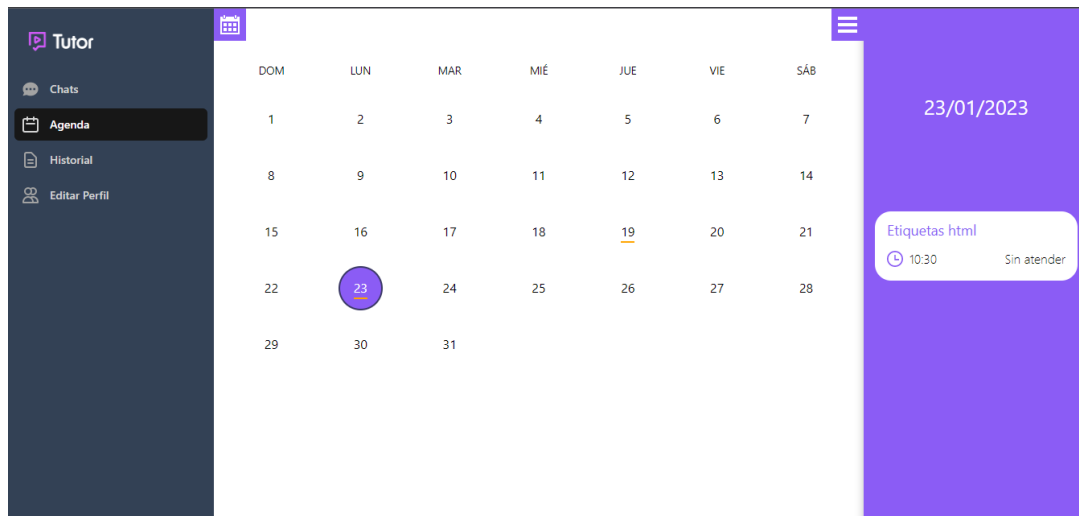 Tutor
Chats
Agenda
Historial
Editar Perfil
DOM LUN MAR MIÉ JUE VIE SÁB
1 2 3 4 5 6 7
8 9 10 11 12 13 14
15 16 17 18 19 20 21
22 23 24 25 26 27 28
29 30 31
23/01/2023
Etiquetas html
10:30 Sin atender